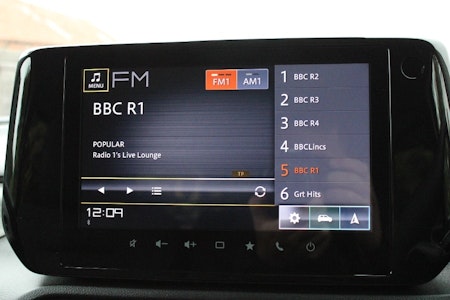 MENU
FM
FM1
AM1
BBC R1
POPULAR
Radio 1's Live Lounge
TP
12:09
1 BBC R2
2 BBC R3
3 BBC R4
4 BBCLincs
5 BBC R1
6 Grt Hits